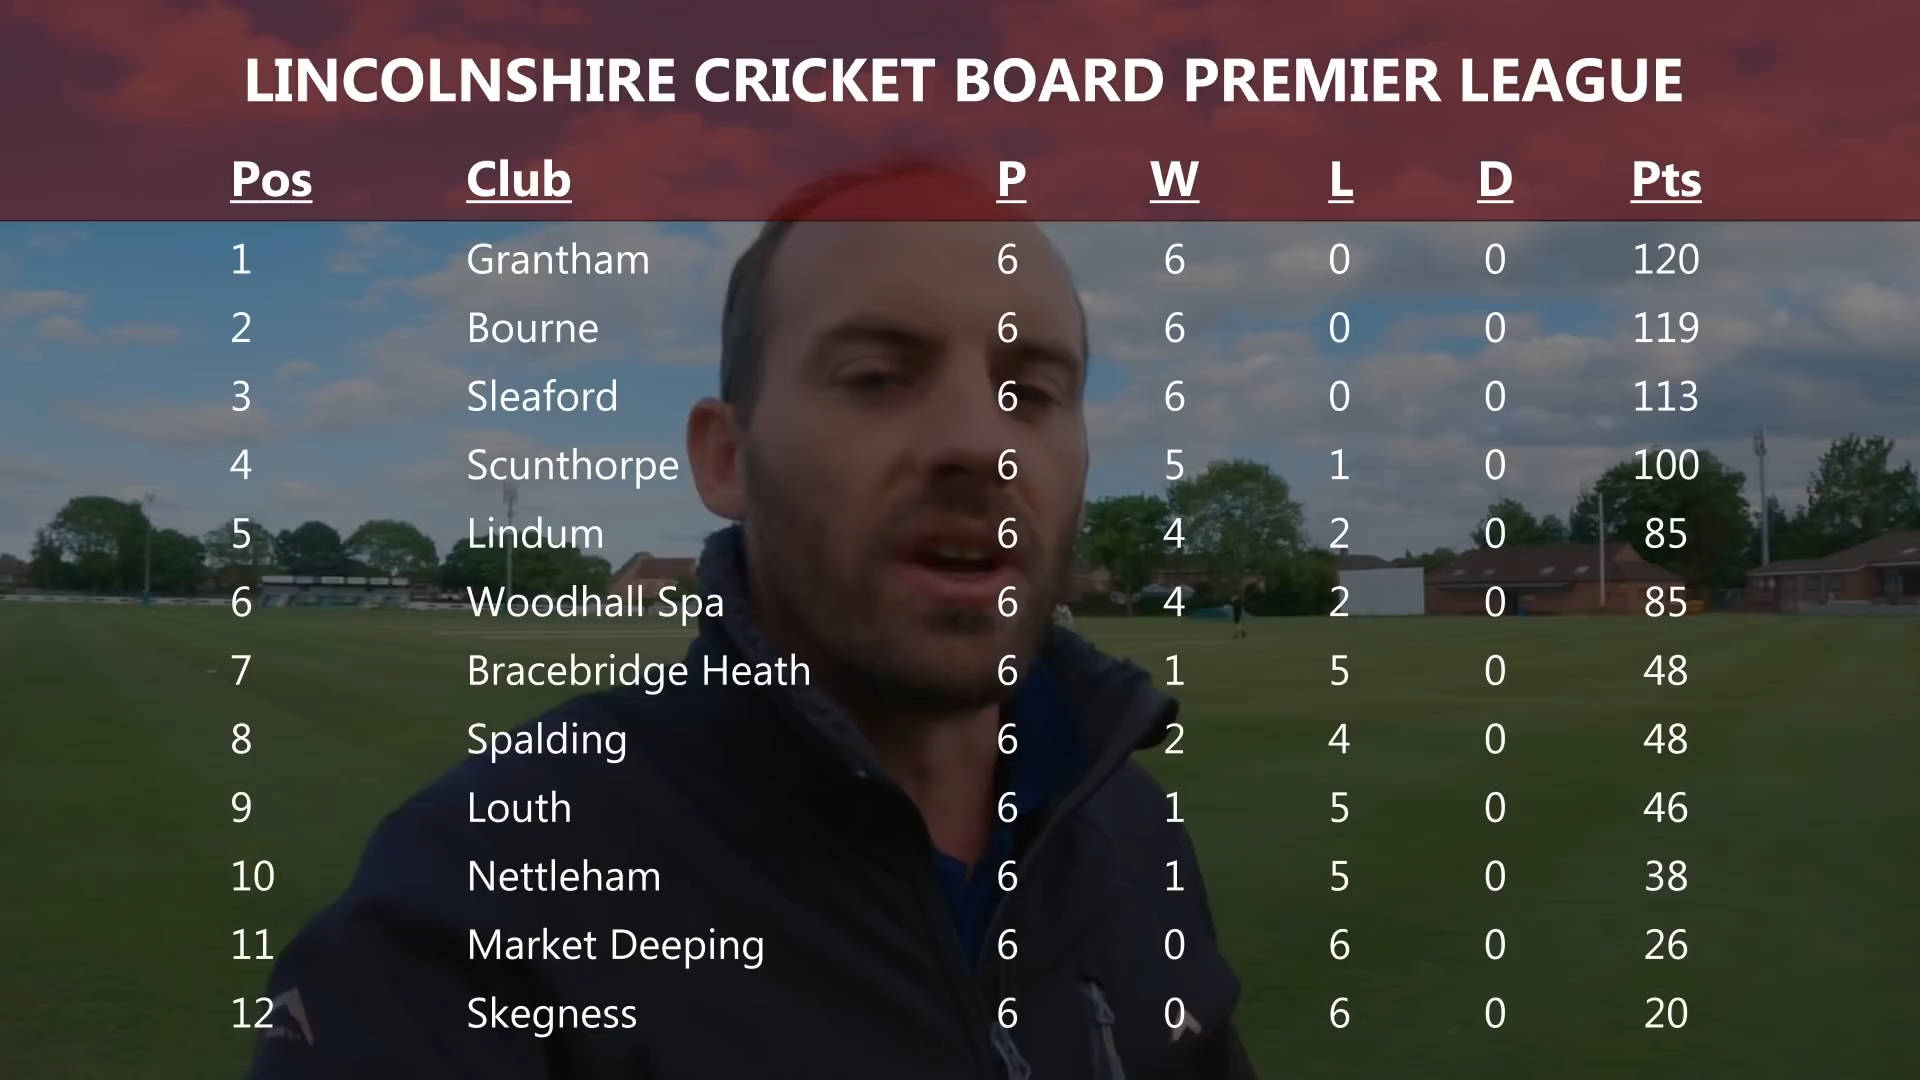 LINCOLNSHIRE CRICKET BOARD PREMIER LEAGUE
Pos Club P W L D Pts
1 Grantham 6 6 0 0 120
2 Bourne 6 6 0 0 119
3 Sleaford 6 6 0 0 113
4 Scunthorpe 6 5 1 0 100
5 Lindum 6 4 2 0 85
6 Woodhall Spa 6 4 2 0 85
7 Bracebridge Heath 6 1 5 0 48
8 Spalding 6 2 4 0 48
9 Louth 6 1 5 0 46
10 Nettleham 6 1 5 0 38
11 Market Deeping 6 0 6 0 26
12 Skegness 6 0 6 0 20